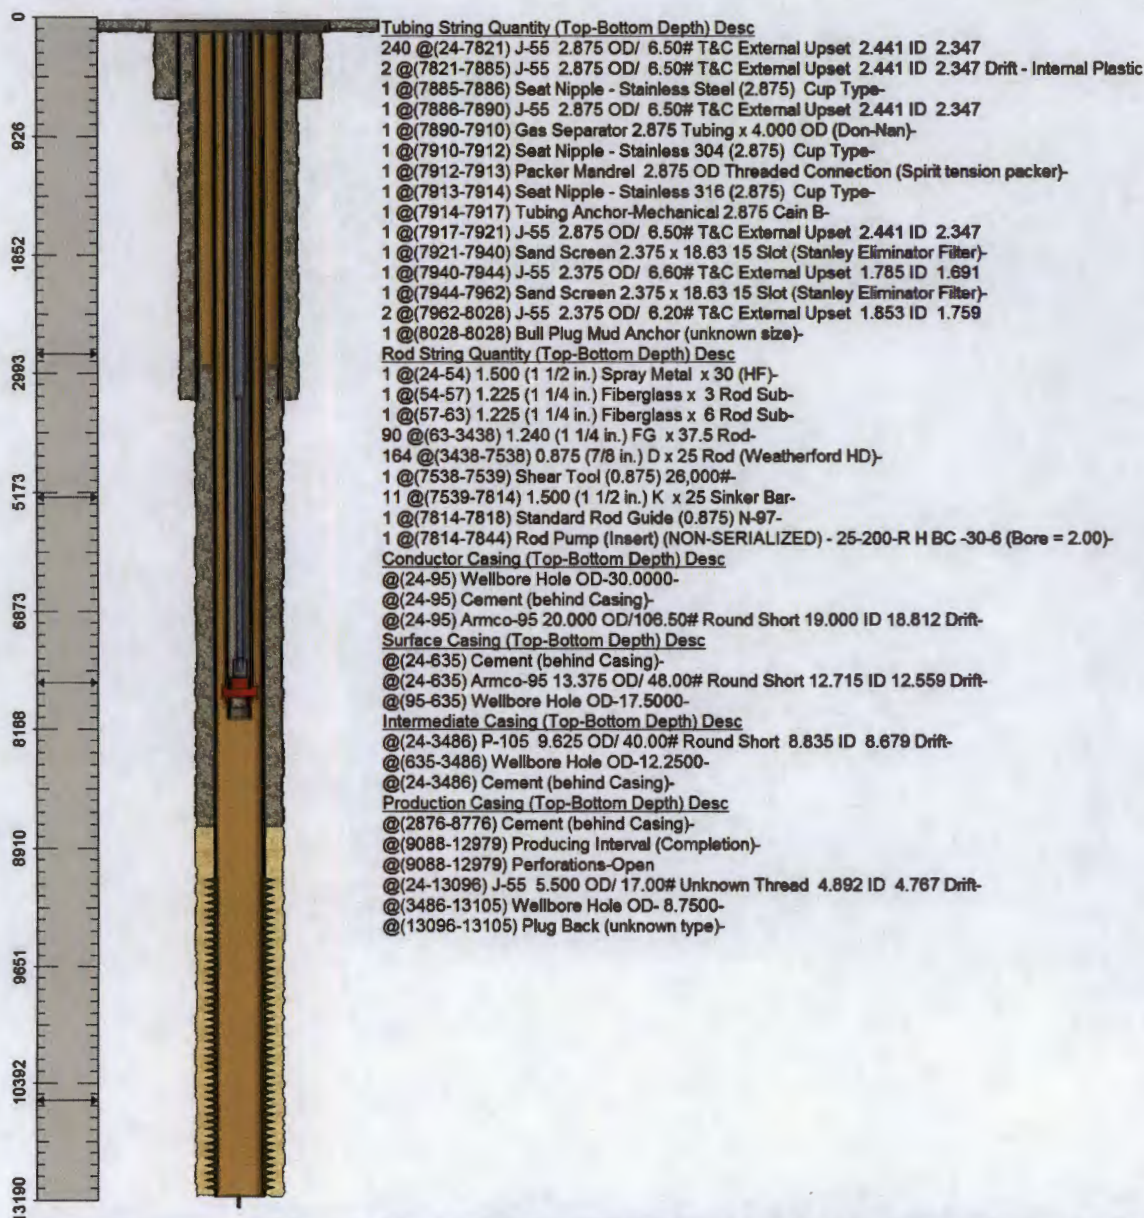 0
926
1852
2993
5173
6873
8168
8910
9651
10392
13190
Tubing String Quantity (Top-Bottom Depth) Desc
240 @(24-7821) J-55 2.875 OD/ 6.50# T&C External Upset 2.441 ID 2.347
2 @(7821-7885) J-55 2.875 OD/ 6.50# T&C External Upset 2.441 ID 2.347 Drift - Internal Plastic
1 @(7885-7886) Seat Nipple - Stainless Steel (2.875) Cup Type-
1 @(7886-7890) J-55 2.875 OD/ 6.50# T&C External Upset 2.441 ID 2.347
1 @(7890-7910) Gas Separator 2.875 Tubing x 4.000 OD (Don-Nan)-
1 @(7910-7912) Seat Nipple - Stainless 304 (2.875) Cup Type-
1 @(7912-7913) Packer Mandrel 2.875 OD Threaded Connection (Spirit tension packer)-
1 @(7913-7914) Seat Nipple - Stainless 316 (2.875) Cup Type-
1 @(7914-7917) Tubing Anchor-Mechanical 2.875 Cain B-
1 @(7917-7921) J-55 2.875 OD/ 6.50# T&C External Upset 2.441 ID 2.347
1 @(7921-7940) Sand Screen 2.375 x 18.63 15 Slot (Stanley Eliminator Filter)-
1 @(7940-7944) J-55 2.375 OD/ 6.60# T&C External Upset 1.785 ID 1.691
1 @(7944-7962) Sand Screen 2.375 x 18.63 15 Slot (Stanley Eliminator Filter)-
2 @(7962-8028) J-55 2.375 OD/ 6.20# T&C External Upset 1.853 ID 1.759
1 @(8028-8028) Bull Plug Mud Anchor (unknown size)-
Rod String Quantity (Top-Bottom Depth) Desc
1 @(24-54) 1.500 (1 1/2 in.) Spray Metal x 30 (HF)-
1 @(54-57) 1.225 (1 1/4 in.) Fiberglass x 3 Rod Sub-
1 @(57-63) 1.225 (1 1/4 in.) Fiberglass x 6 Rod Sub-
90 @(63-3438) 1.240 (1 1/4 in.) FG x 37.5 Rod-
164 @(3438-7538) 0.875 (7/8 in.) D x 25 Rod (Weatherford HD)-
1 @(7538-7539) Shear Tool (0.875) 26,000#-
11 @(7539-7814) 1.500 (1 1/2 in.) K x 25 Sinker Bar-
1 @(7814-7818) Standard Rod Guide (0.875) N-97-
1 @(7814-7844) Rod Pump (Insert) (NON-SERIALIZED) - 25-200-R H BC -30-6 (Bore = 2.00)-
Conductor Casing (Top-Bottom Depth) Desc
@(24-95) Wellbore Hole OD-30.0000-
@(24-95) Cement (behind Casing)-
@(24-95) Armco-95 20.000 OD/106.50# Round Short 19.000 ID 18.812 Drift-
Surface Casing (Top-Bottom Depth) Desc
@(24-635) Cement (behind Casing)-
@(24-635) Armco-95 13.375 OD/ 48.00# Round Short 12.715 ID 12.559 Drift-
@(95-635) Wellbore Hole OD-17.5000-
Intermediate Casing (Top-Bottom Depth) Desc
@(24-3486) P-105 9.625 OD/ 40.00# Round Short 8.835 ID 8.679 Drift-
@(635-3486) Wellbore Hole OD-12.2500-
@(24-3486) Cement (behind Casing)-
Production Casing (Top-Bottom Depth) Desc
@(2876-8776) Cement (behind Casing)-
@(9088-12979) Producing Interval (Completion)-
@(9088-12979) Perforations-Open
@(24-13096) J-55 5.500 OD/ 17.00# Unknown Thread 4.892 ID 4.767 Drift-
@(3486-13105) Wellbore Hole OD- 8.7500-
@(13096-13105) Plug Back (unknown type)-